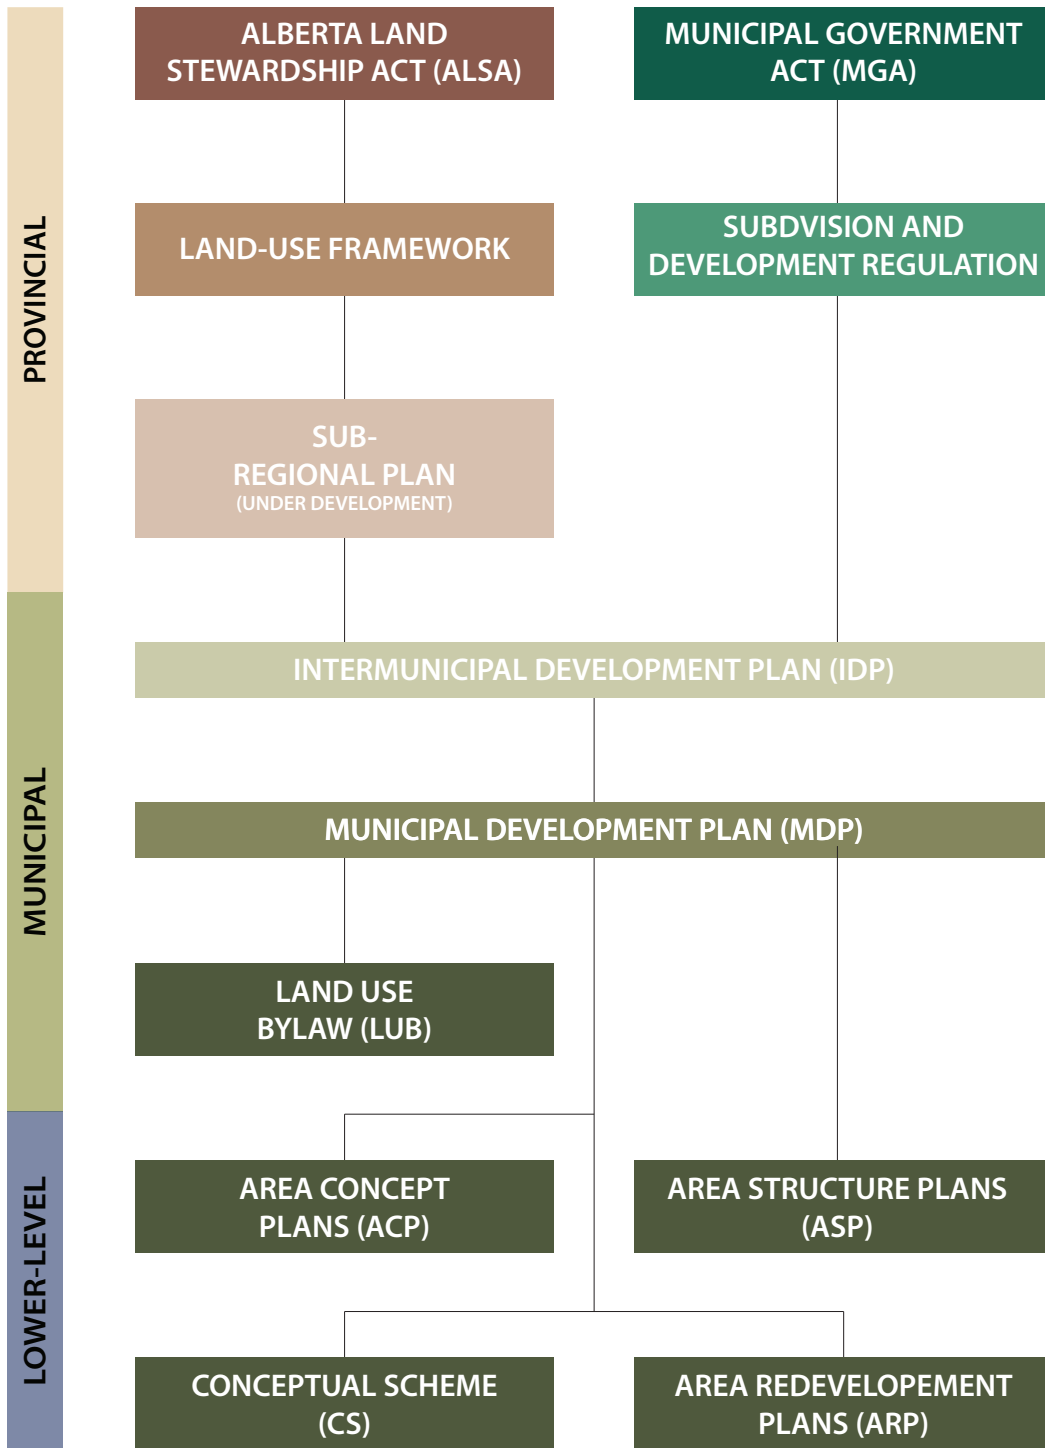 PROVINCIAL
ALBERTA LAND
STEWARDSHIP ACT (ALSA)
MUNICIPAL GOVERNMENT
ACT (MGA)
LAND-USE FRAMEWORK
SUBDVISION AND
DEVELOPMENT REGULATION
SUB-
REGIONAL PLAN
(UNDER DEVELOPMENT)
MUNICIPAL
INTERMUNICIPAL DEVELOPMENT PLAN (IDP)
MUNICIPAL DEVELOPMENT PLAN (MDP)
LAND USE
BYLAW (LUB)
LOWER-LEVEL
AREA CONCEPT
PLANS (ACP)
AREA STRUCTURE PLANS
(ASP)
CONCEPTUAL SCHEME
(CS)
AREA REDEVELOPEMENT
PLANS (ARP)